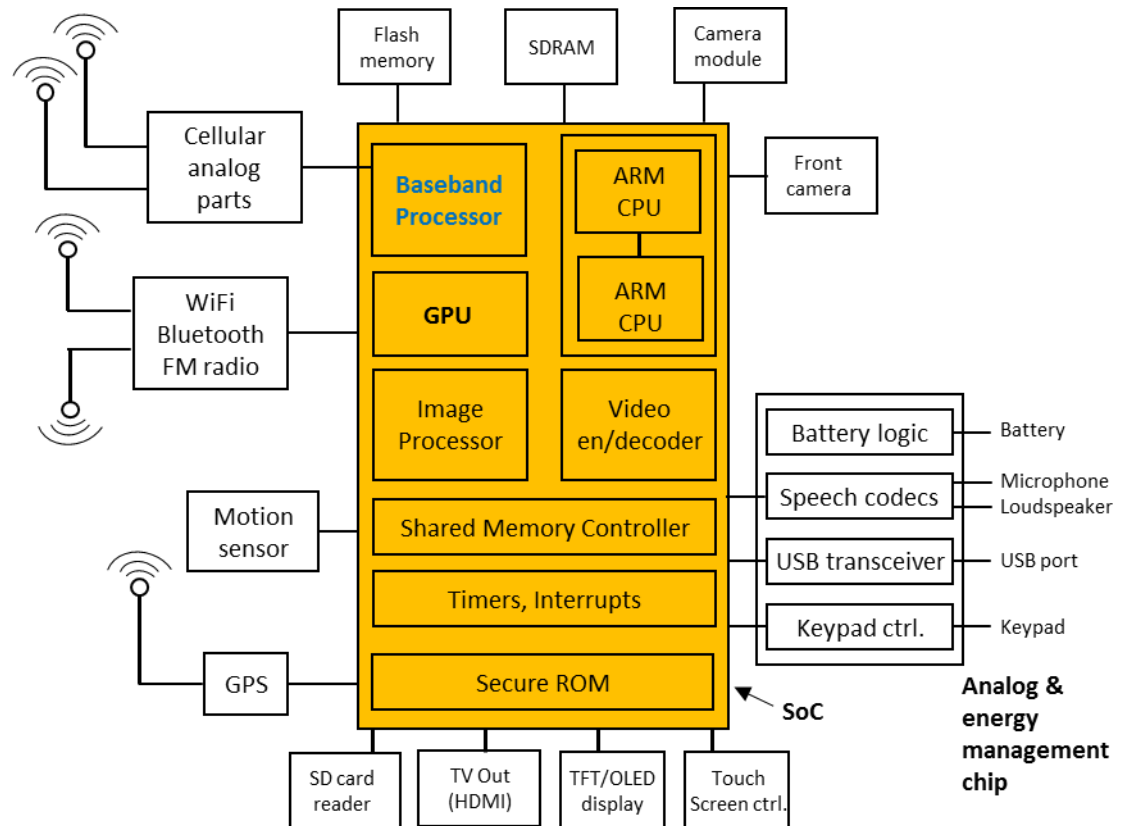 Flash
memory
SDRAM
Camera
module
Cellular
analog
parts
Baseband
Processor
ARM
CPU
Front
camera
ARM
CPU
WiFi
Bluetooth
FM radio
GPU
Image
Processor
Video
en/decoder
Battery logic
Battery
Speech codecs
Microphone
Loudspeaker
Motion
sensor
Shared Memory Controller
USB transceiver
USB port
Timers, Interrupts
Keypad ctrl.
Keypad
GPS
Secure ROM
SoC
Analog &
energy
management
chip
SD card
reader
TV Out
(HDMI)
TFT/OLED
display
Touch
Screen ctrl.